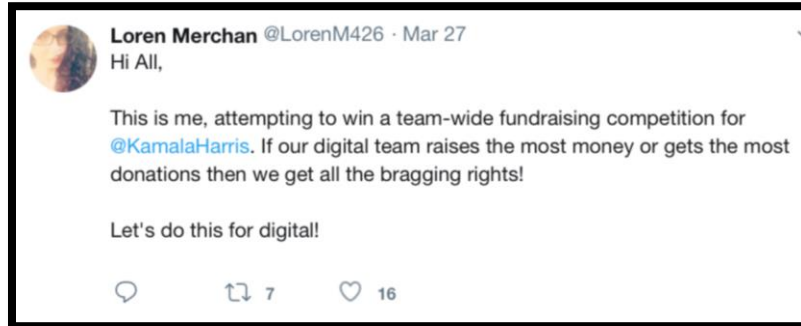 Loren Merchan @LorenM426 · Mar 27
Hi All,
This is me, attempting to win a team-wide fundraising competition for
@KamalaHarris. If our digital team raises the most money or gets the most
donations then we get all the bragging rights!
Let's do this for digital!
7 16